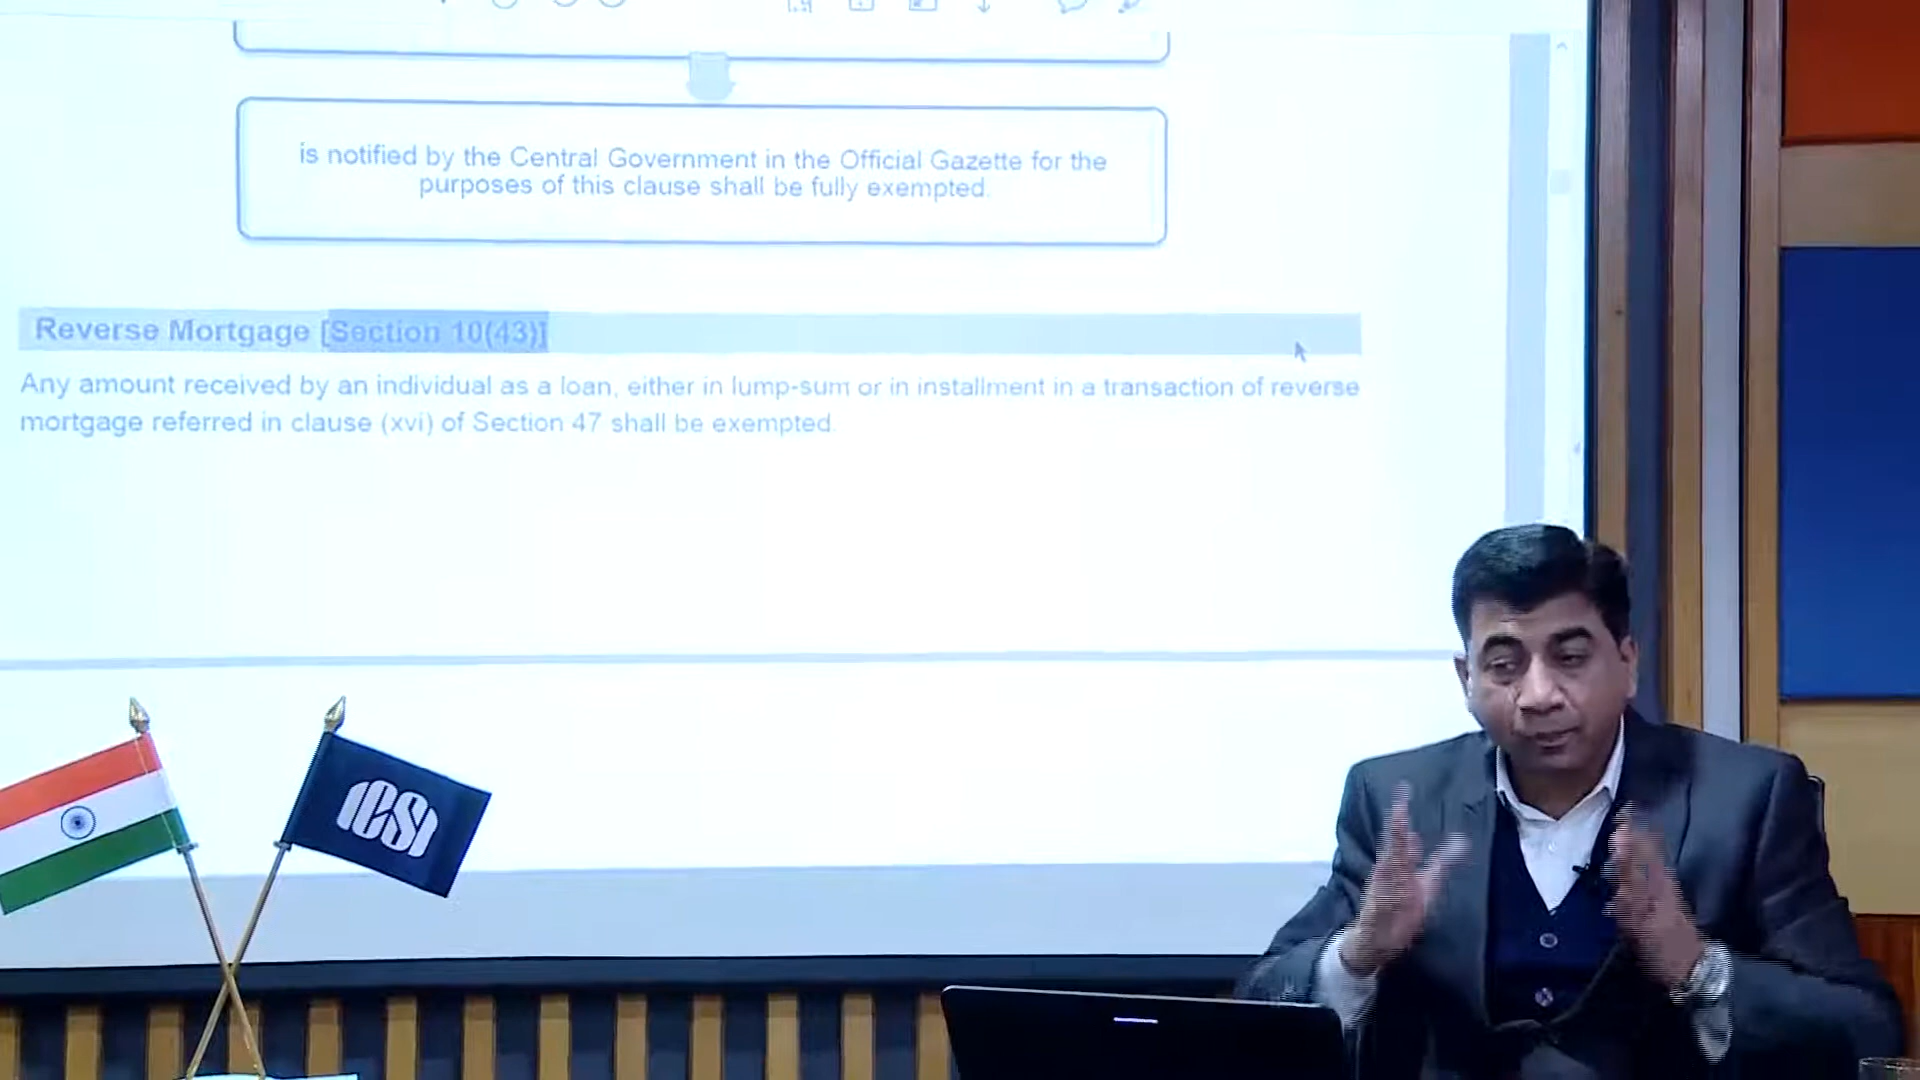 is notified by the Central Government in the Official Gazette for the
purposes of this clause shall be fully exempted.
Reverse Mortgage [Section 10(43)]
Any amount received by an individual as a loan, either in lump-sum or in installment in a transaction of reverse
mortgage referred in clause (xvi) of Section 47 shall be exempted.
ICSI